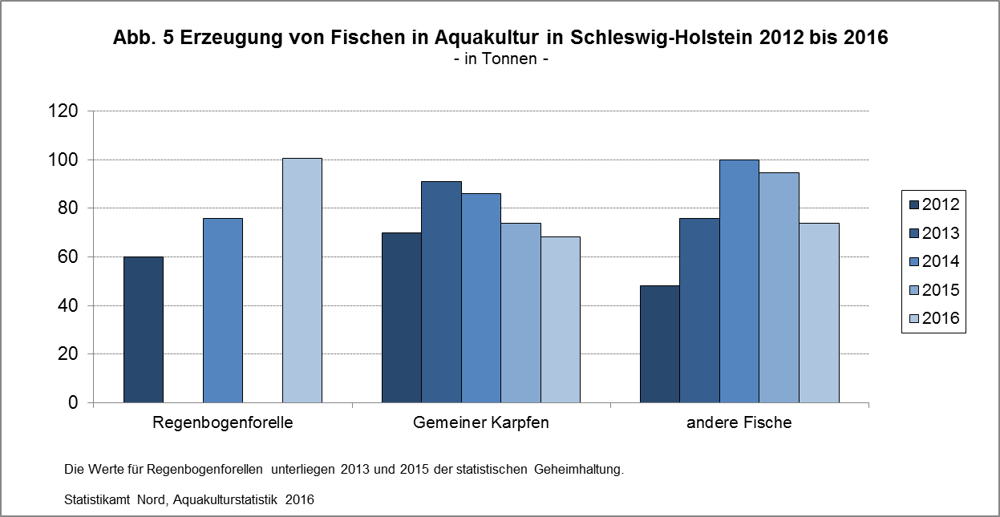 Abb. 5 Erzeugung von Fischen in Aquakultur in Schleswig-Holstein 2012 bis 2016
- in Tonnen -
120
100
80
60
40
20
0
Regenbogenforelle
Gemeiner Karpfen
andere Fische
2012
2013
2014
2015
2016
Die Werte für Regenbogenforellen unterliegen 2013 und 2015 der statistischen Geheimhaltung.
Statistikamt Nord, Aquakulturstatistik 2016